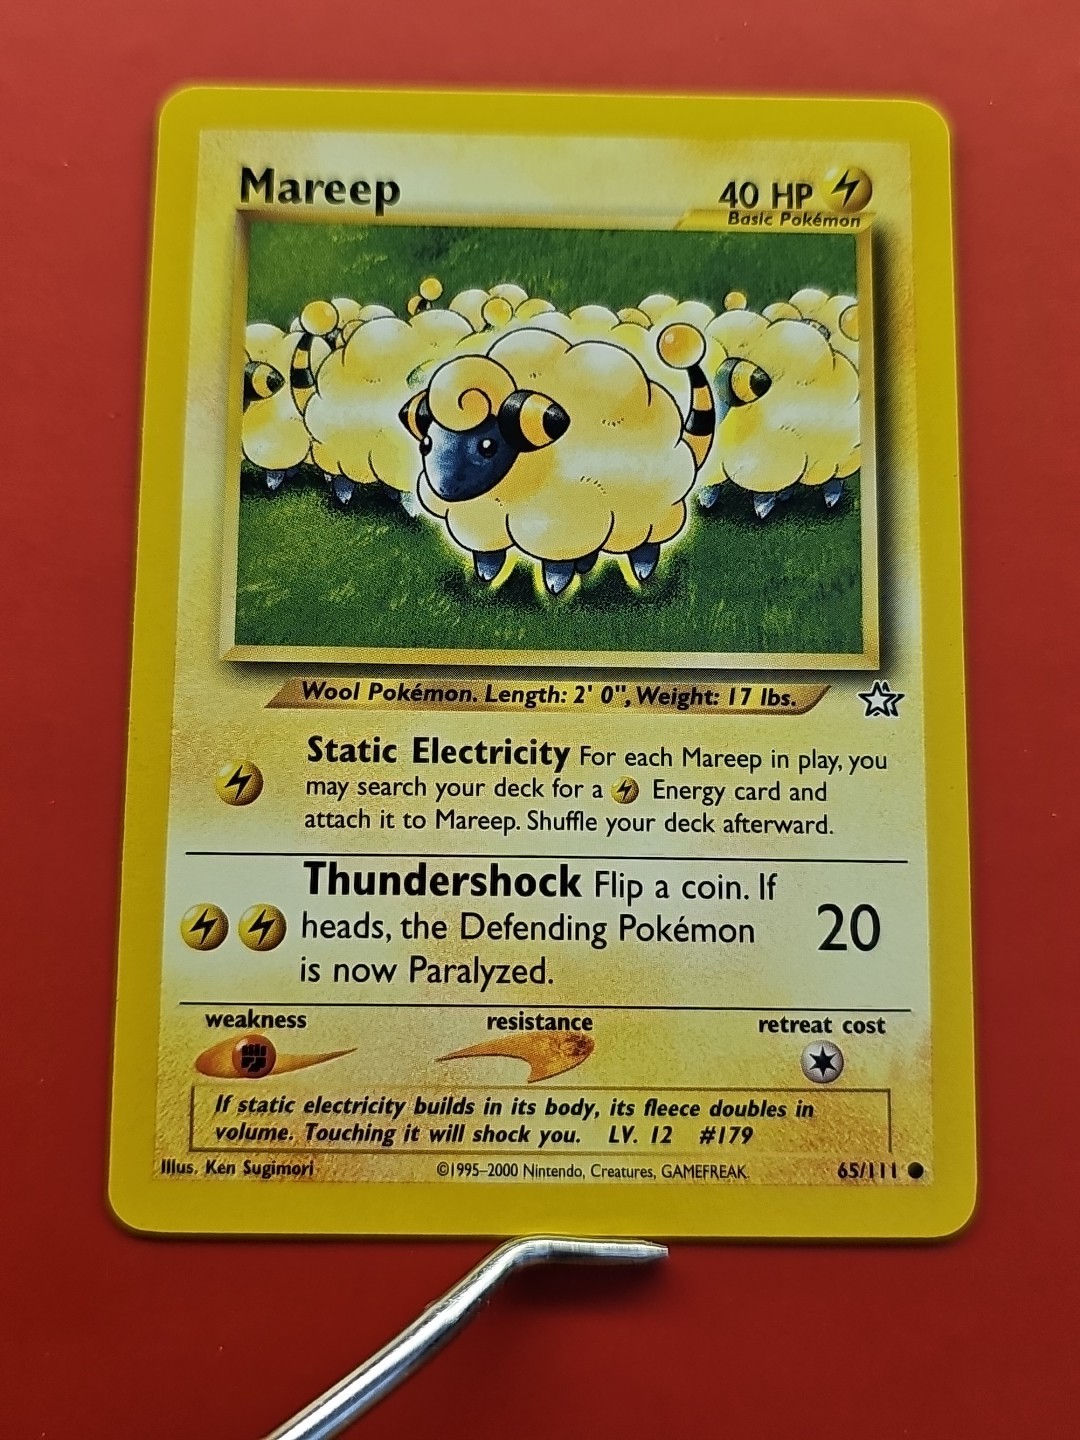 Mareep
40 HP
Basic Pokémon
Wool Pokémon. Length: 2' 0", Weight: 17 lbs.
Static Electricity For each Mareep in play, you
may search your deck for a Energy card and
attach it to Mareep. Shuffle your deck afterward.
Thundershock Flip a coin. If
heads, the Defending Pokémon
is now Paralyzed.
20
weakness
resistance
retreat cost
If static electricity builds in its body, its fleece doubles in
volume. Touching it will shock you. LV. 12 #179
Illus. Ken Sugimori
©1995–2000 Nintendo, Creatures, GAMEFREAK.
65/111